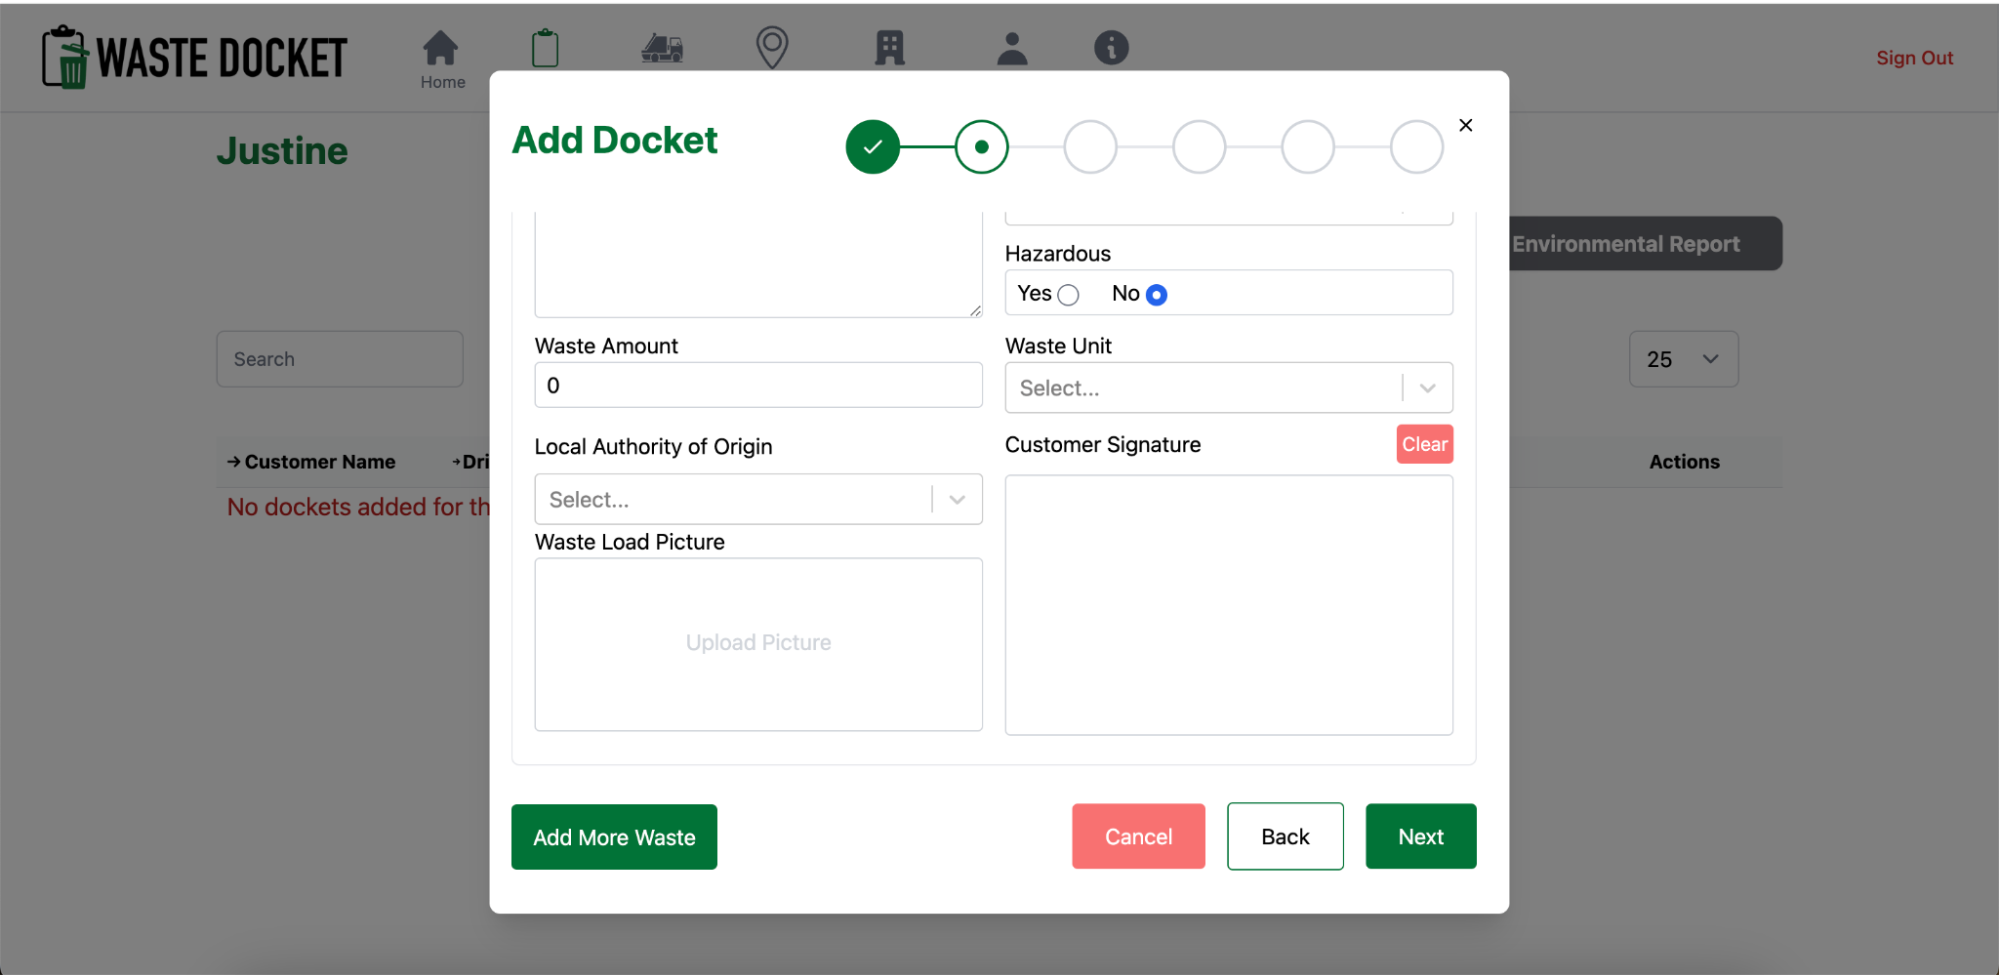 WASTE DOCKET
Home
Sign Out
Justine
Add Docket
Environmental Report
Hazardous
Yes No
Waste Amount
0
Waste Unit
Select...
Search
25
Local Authority of Origin
Select...
Customer Signature
Clear
Customer Name
Dri
Actions
No dockets added for th
Waste Load Picture
Upload Picture
Add More Waste
Cancel
Back
Next